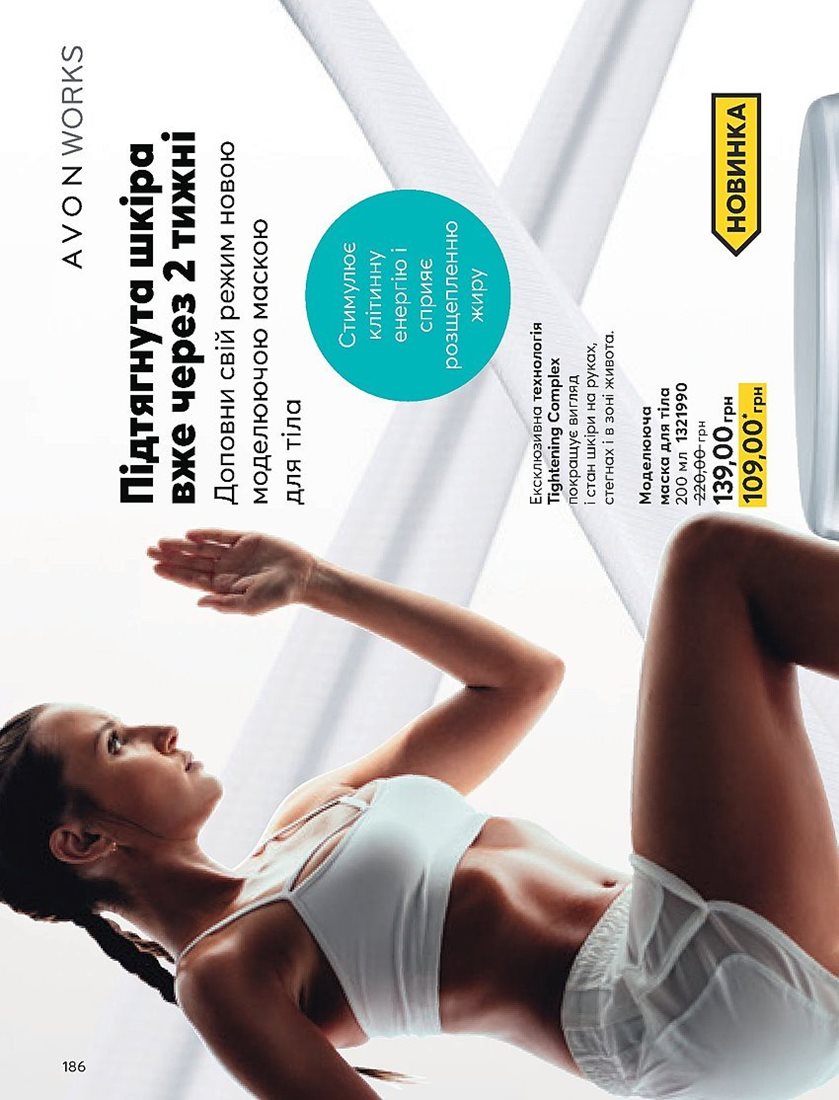 AVON WORKS
Підтягнута шкіра
вже через 2 тижні
Доповни свій режим новою
моделюючою маскою
для тіла
Стимулює
клітинну
енергію і
сприяє
розщепленню
жиру
Ексклюзивна технологія
Tightening Complex
покращує вигляд
і стан шкіри на руках,
стегнах і в зоні живота.
Моделююча
маска для тіла
200 мл 1321990
220,00 грн
139,00 грн
109,00* грн
НОВИНКА
186